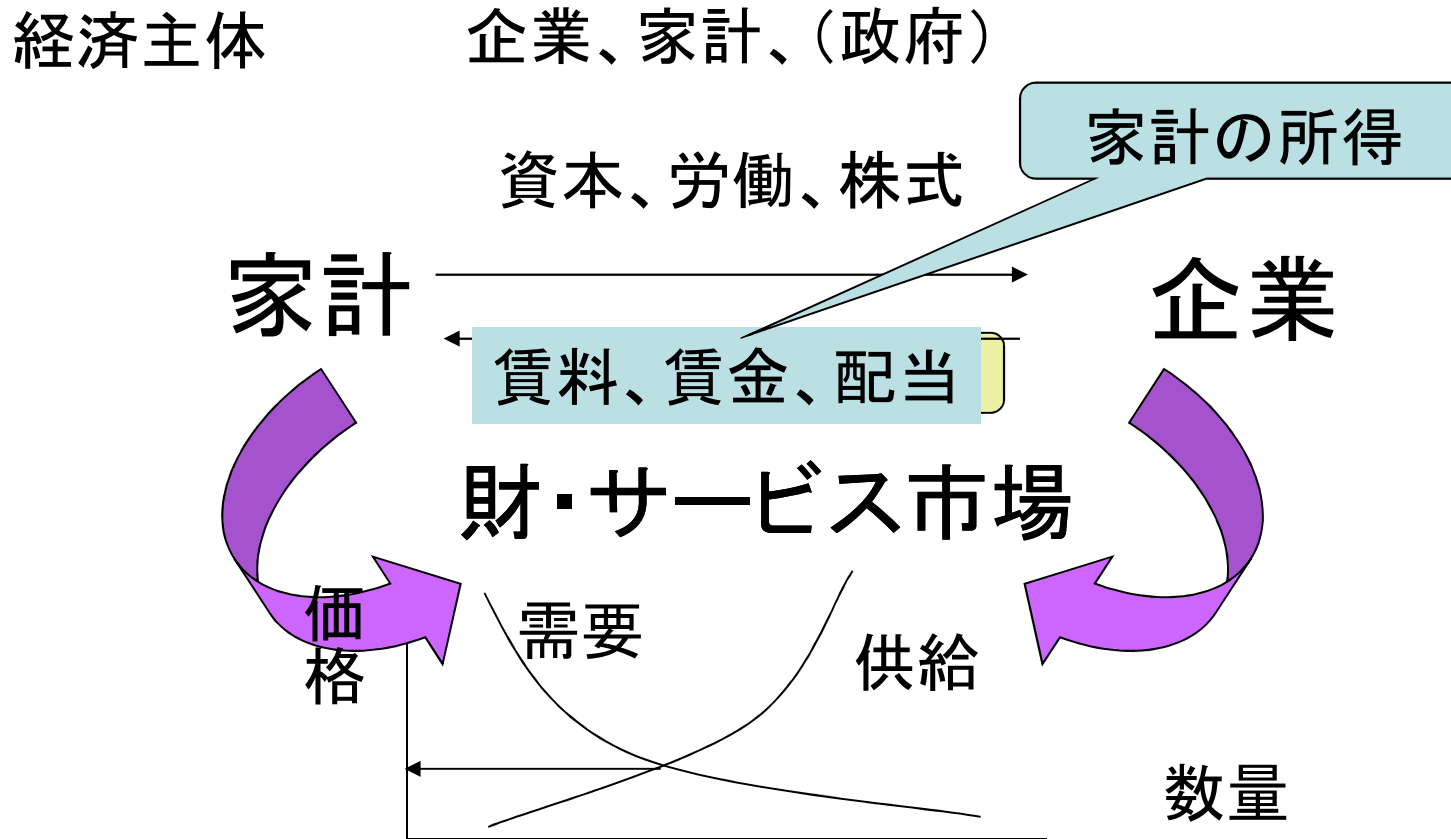 経済主体
企業、家計、（政府）
家計の所得
資本、労働、株式
家計
企業
賃料、賃金、配当
財・サービス市場
価
格
需要
供給
数量